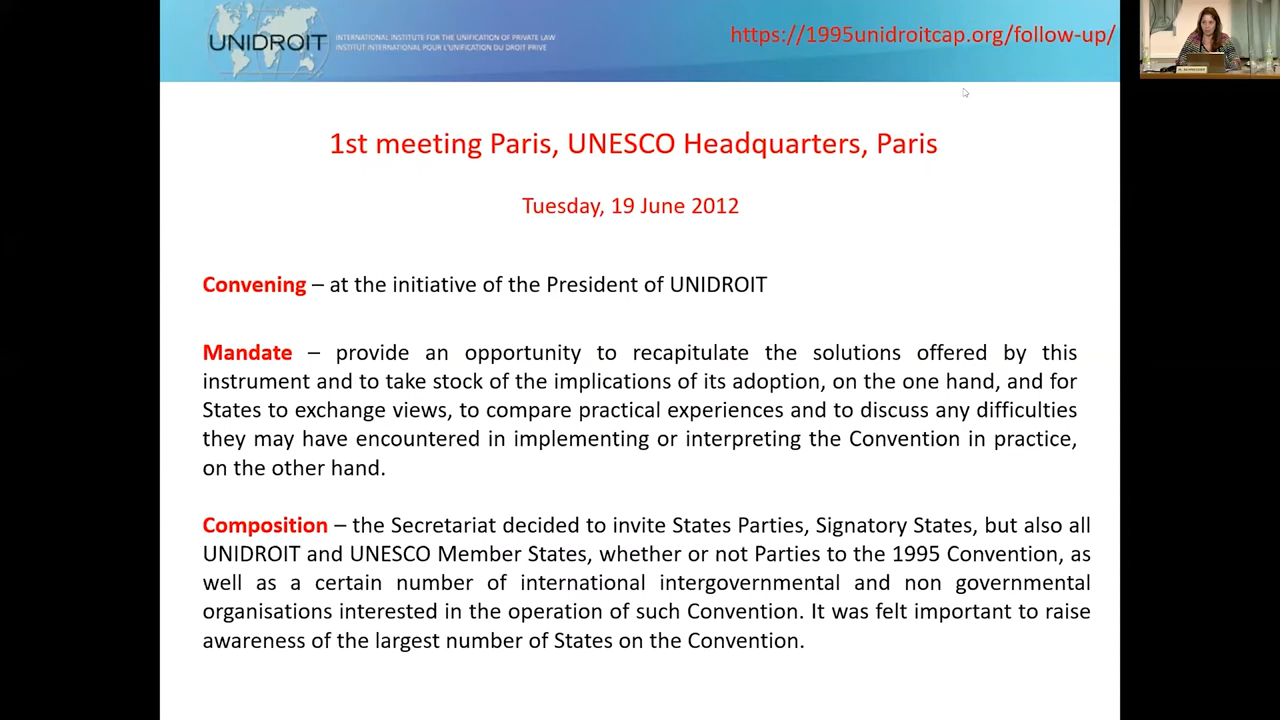 UNIDROIT
INTERNATIONAL INSTITUTE FOR THE UNIFICATION OF PRIVATE LAW
INSTITUT INTERNATIONAL POUR L'UNIFICATION DU DROIT PRIVE
https://1995unidroitcap.org/follow-up/
1st meeting Paris, UNESCO Headquarters, Paris
Tuesday, 19 June 2012
Convening – at the initiative of the President of UNIDROIT
Mandate – provide an opportunity to recapitulate the solutions offered by this
instrument and to take stock of the implications of its adoption, on the one hand, and for
States to exchange views, to compare practical experiences and to discuss any difficulties
they may have encountered in implementing or interpreting the Convention in practice,
on the other hand.
Composition – the Secretariat decided to invite States Parties, Signatory States, but also all
UNIDROIT and UNESCO Member States, whether or not Parties to the 1995 Convention, as
well as a certain number of international intergovernmental and non governmental
organisations interested in the operation of such Convention. It was felt important to raise
awareness of the largest number of States on the Convention.